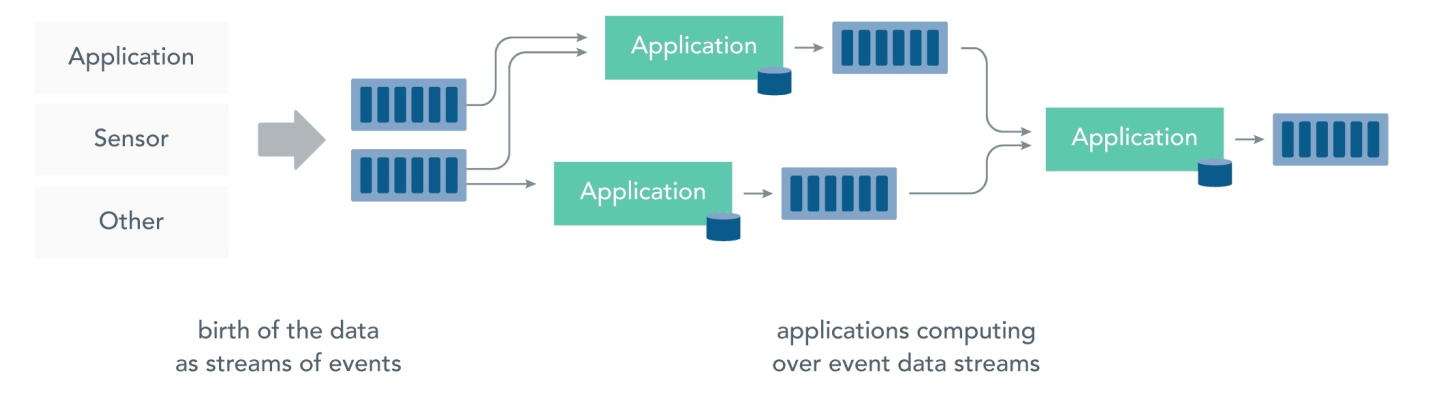 Application
Sensor
Other
Application
Application
Application
birth of the data
as streams of events
applications computing
over event data streams